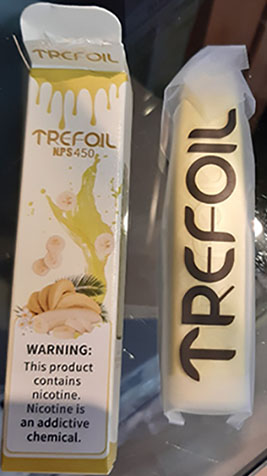 TREFOIL
TREFOIL
NPS450
WARNING:
This product
contains
nicotine.
Nicotine is
an addictive
chemical.
TREFOIL